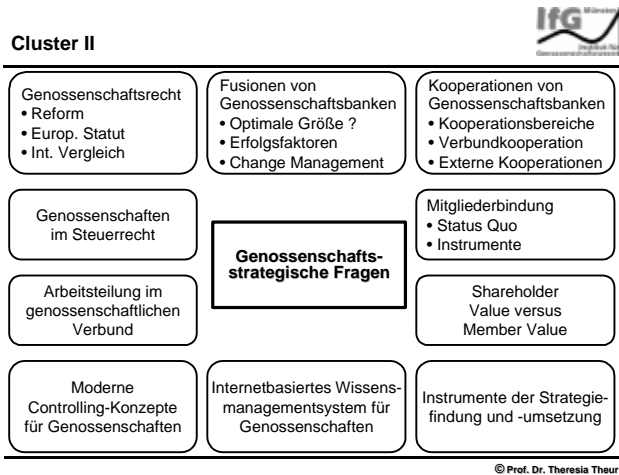 Cluster II
IfG
Münster
Genossenschaftsrecht
• Reform
• Europ. Statut
• Int. Vergleich
Fusionen von
Genossenschaftsbanken
• Optimale Größe ?
• Erfolgsfaktoren
• Change Management
Kooperationen von
Genossenschaftsbanken
• Kooperationsbereiche
• Verbundkooperation
• Externe Kooperationen
Genossenschaften
im Steuerrecht
Genossenschafts-
strategische Fragen
Mitgliederbindung
• Status Quo
• Instrumente
Arbeitsteilung im
genossenschaftlichen
Verbund
Shareholder
Value versus
Member Value
Moderne
Controlling-Konzepte
für Genossenschaften
Internetbasiertes Wissens-
managementsystem für
Genossenschaften
Instrumente der Strategie-
findung und -umsetzung
© Prof. Dr. Theresia Theurl